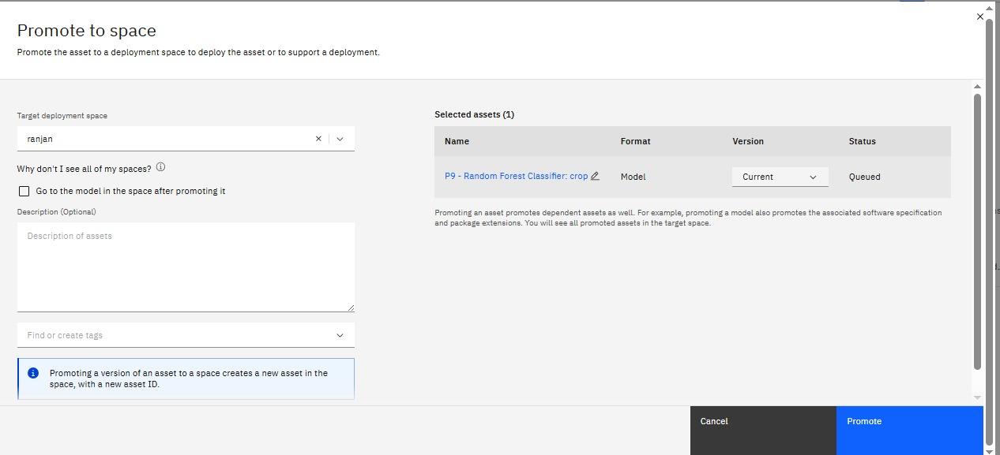 Promote to space
Promote the asset to a deployment space to deploy the asset or to support a deployment.
Target deployment space
ranjan
Why don't I see all of my spaces?
Go to the model in the space after promoting it
Description (Optional)
Description of assets
Find or create tags
Promoting a version of an asset to a space creates a new asset in the
space, with a new asset ID.
Selected assets (1)
Name Format Version Status
P9 - Random Forest Classifier: crop Model Current Queued
Promoting an asset promotes dependent assets as well. For example, promoting a model also promotes the associated software specification
and package extensions. You will see all promoted assets in the target space.
Cancel Promote